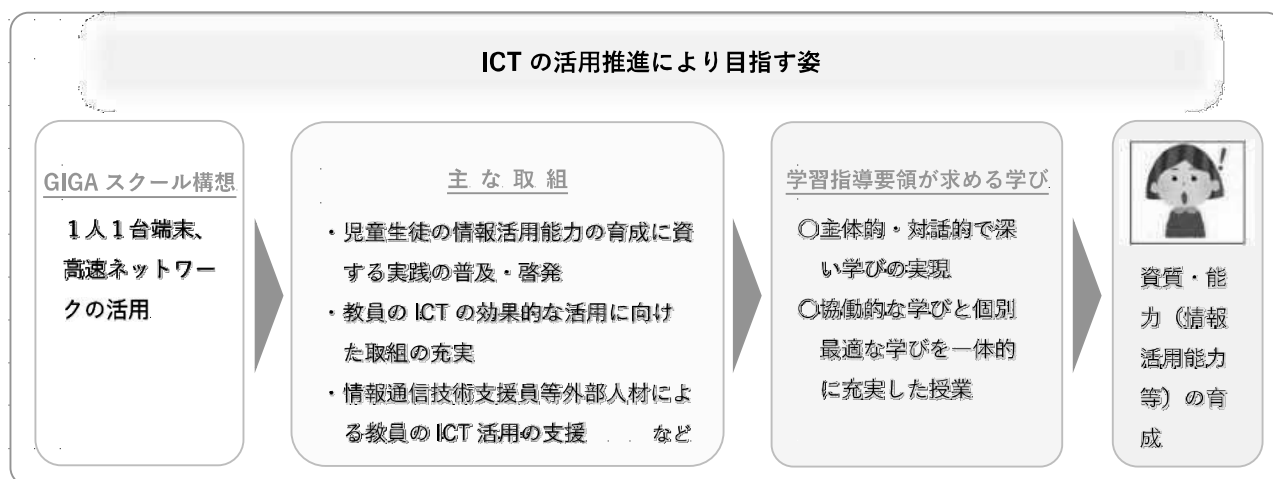 ICT の活用推進により目指す姿
GIGA スクール構想
１人１台端末、
高速ネットワー
クの活用
主 な 取 組
・児童生徒の情報活用能力の育成に資
する実践の普及・啓発
・教員の ICT の効果的な活用に向け
た取組の充実
・情報通信技術支援員等外部人材によ
る教員の ICT 活用の支援 など
学習指導要領が求める学び
○主体的・対話的で深
い学びの実現
○協働的な学びと個別
最適な学びを一体的
に充実した授業
!
資質・能
力（情報
活用能力
等）の育
成